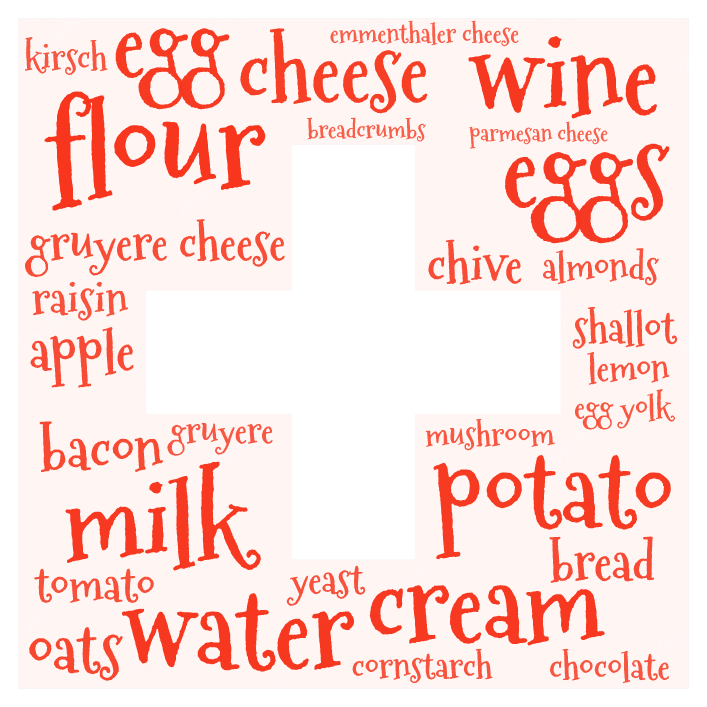 emmenthaler cheese
kirsch
egg
cheese
wine
flour
breadcrumbs
parmesan cheese
eggs
gruyere cheese
chive
almonds
raisin
shallot
apple
lemon
egg yolk
bacon
gruyere
mushroom
milk
potato
bread
tomato
yeast
cream
water
oats
cornstarch
chocolate